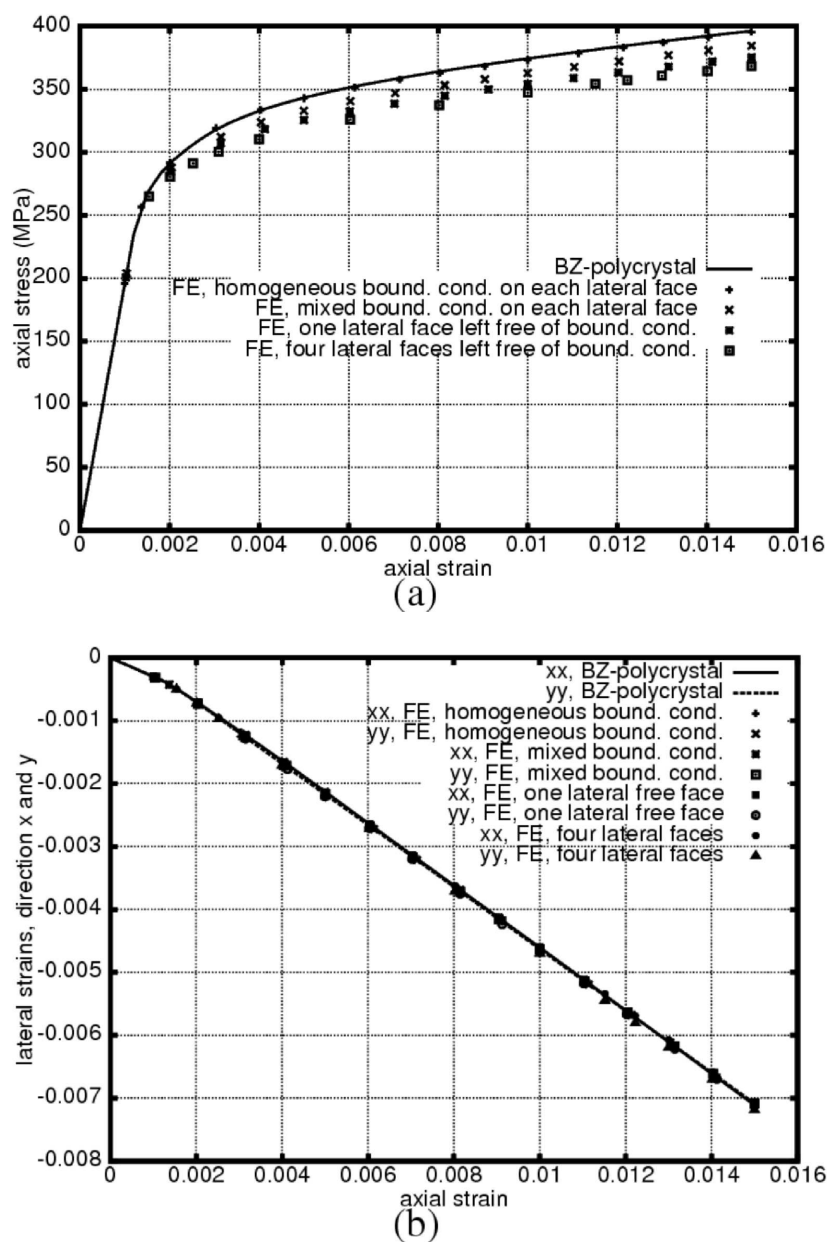 400
350
300
250
200
150
100
50
0
axial stress (MPa)
BZ-polycrystal
FE, homogeneous bound. cond. on each lateral face
FE, mixed bound. cond. on each lateral face
FE, one lateral face left free of bound. cond.
FE, four lateral faces left free of bound. cond.
0 0.002 0.004 0.006 0.008 0.01 0.012 0.014 0.016
axial strain
(a)
0
-0.001
-0.002
-0.003
-0.004
-0.005
-0.006
-0.007
-0.008
lateral strains, direction x and y
xx, BZ-polycrystal
yy, BZ-polycrystal
xx, FE, homogeneous bound. cond.
yy, FE, homogeneous bound. cond.
xx, FE, mixed bound. cond.
yy, FE, mixed bound. cond.
xx, FE, one lateral free face
yy, FE, one lateral free face
xx, FE, four lateral faces
yy, FE, four lateral faces
0 0.002 0.004 0.006 0.008 0.01 0.012 0.014 0.016
axial strain
(b)